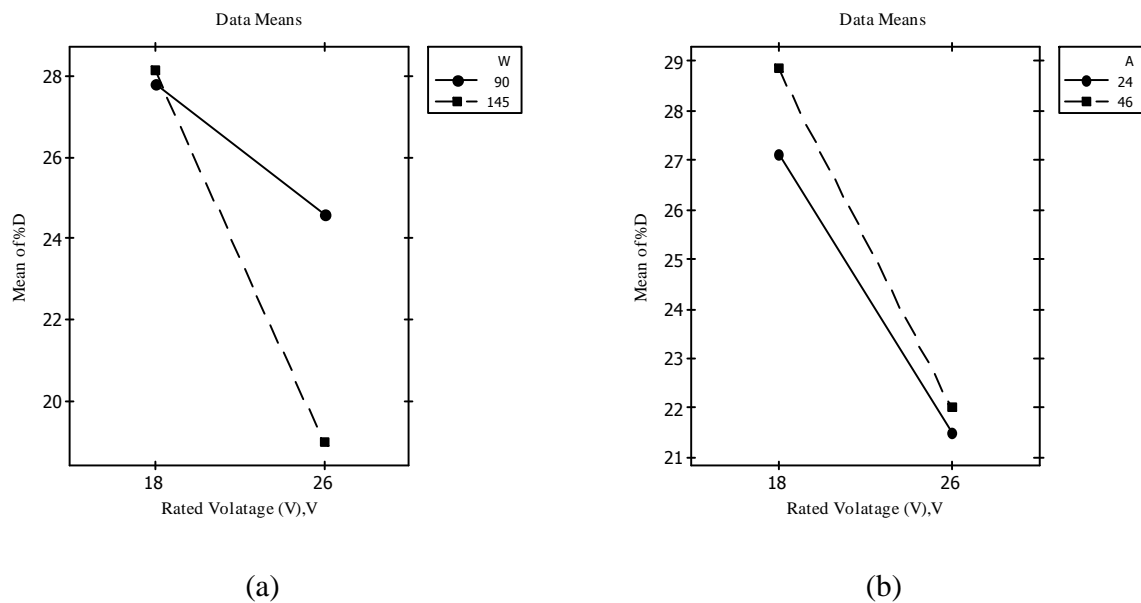 Data Means
28
26
24
22
20
Mean of %D
18 26
Rated Volatage (V),V
W
90
145
(a)
Data Means
29
28
27
26
25
24
23
22
21
Mean of %D
18 26
Rated Volatage (V),V
A
24
46
(b)